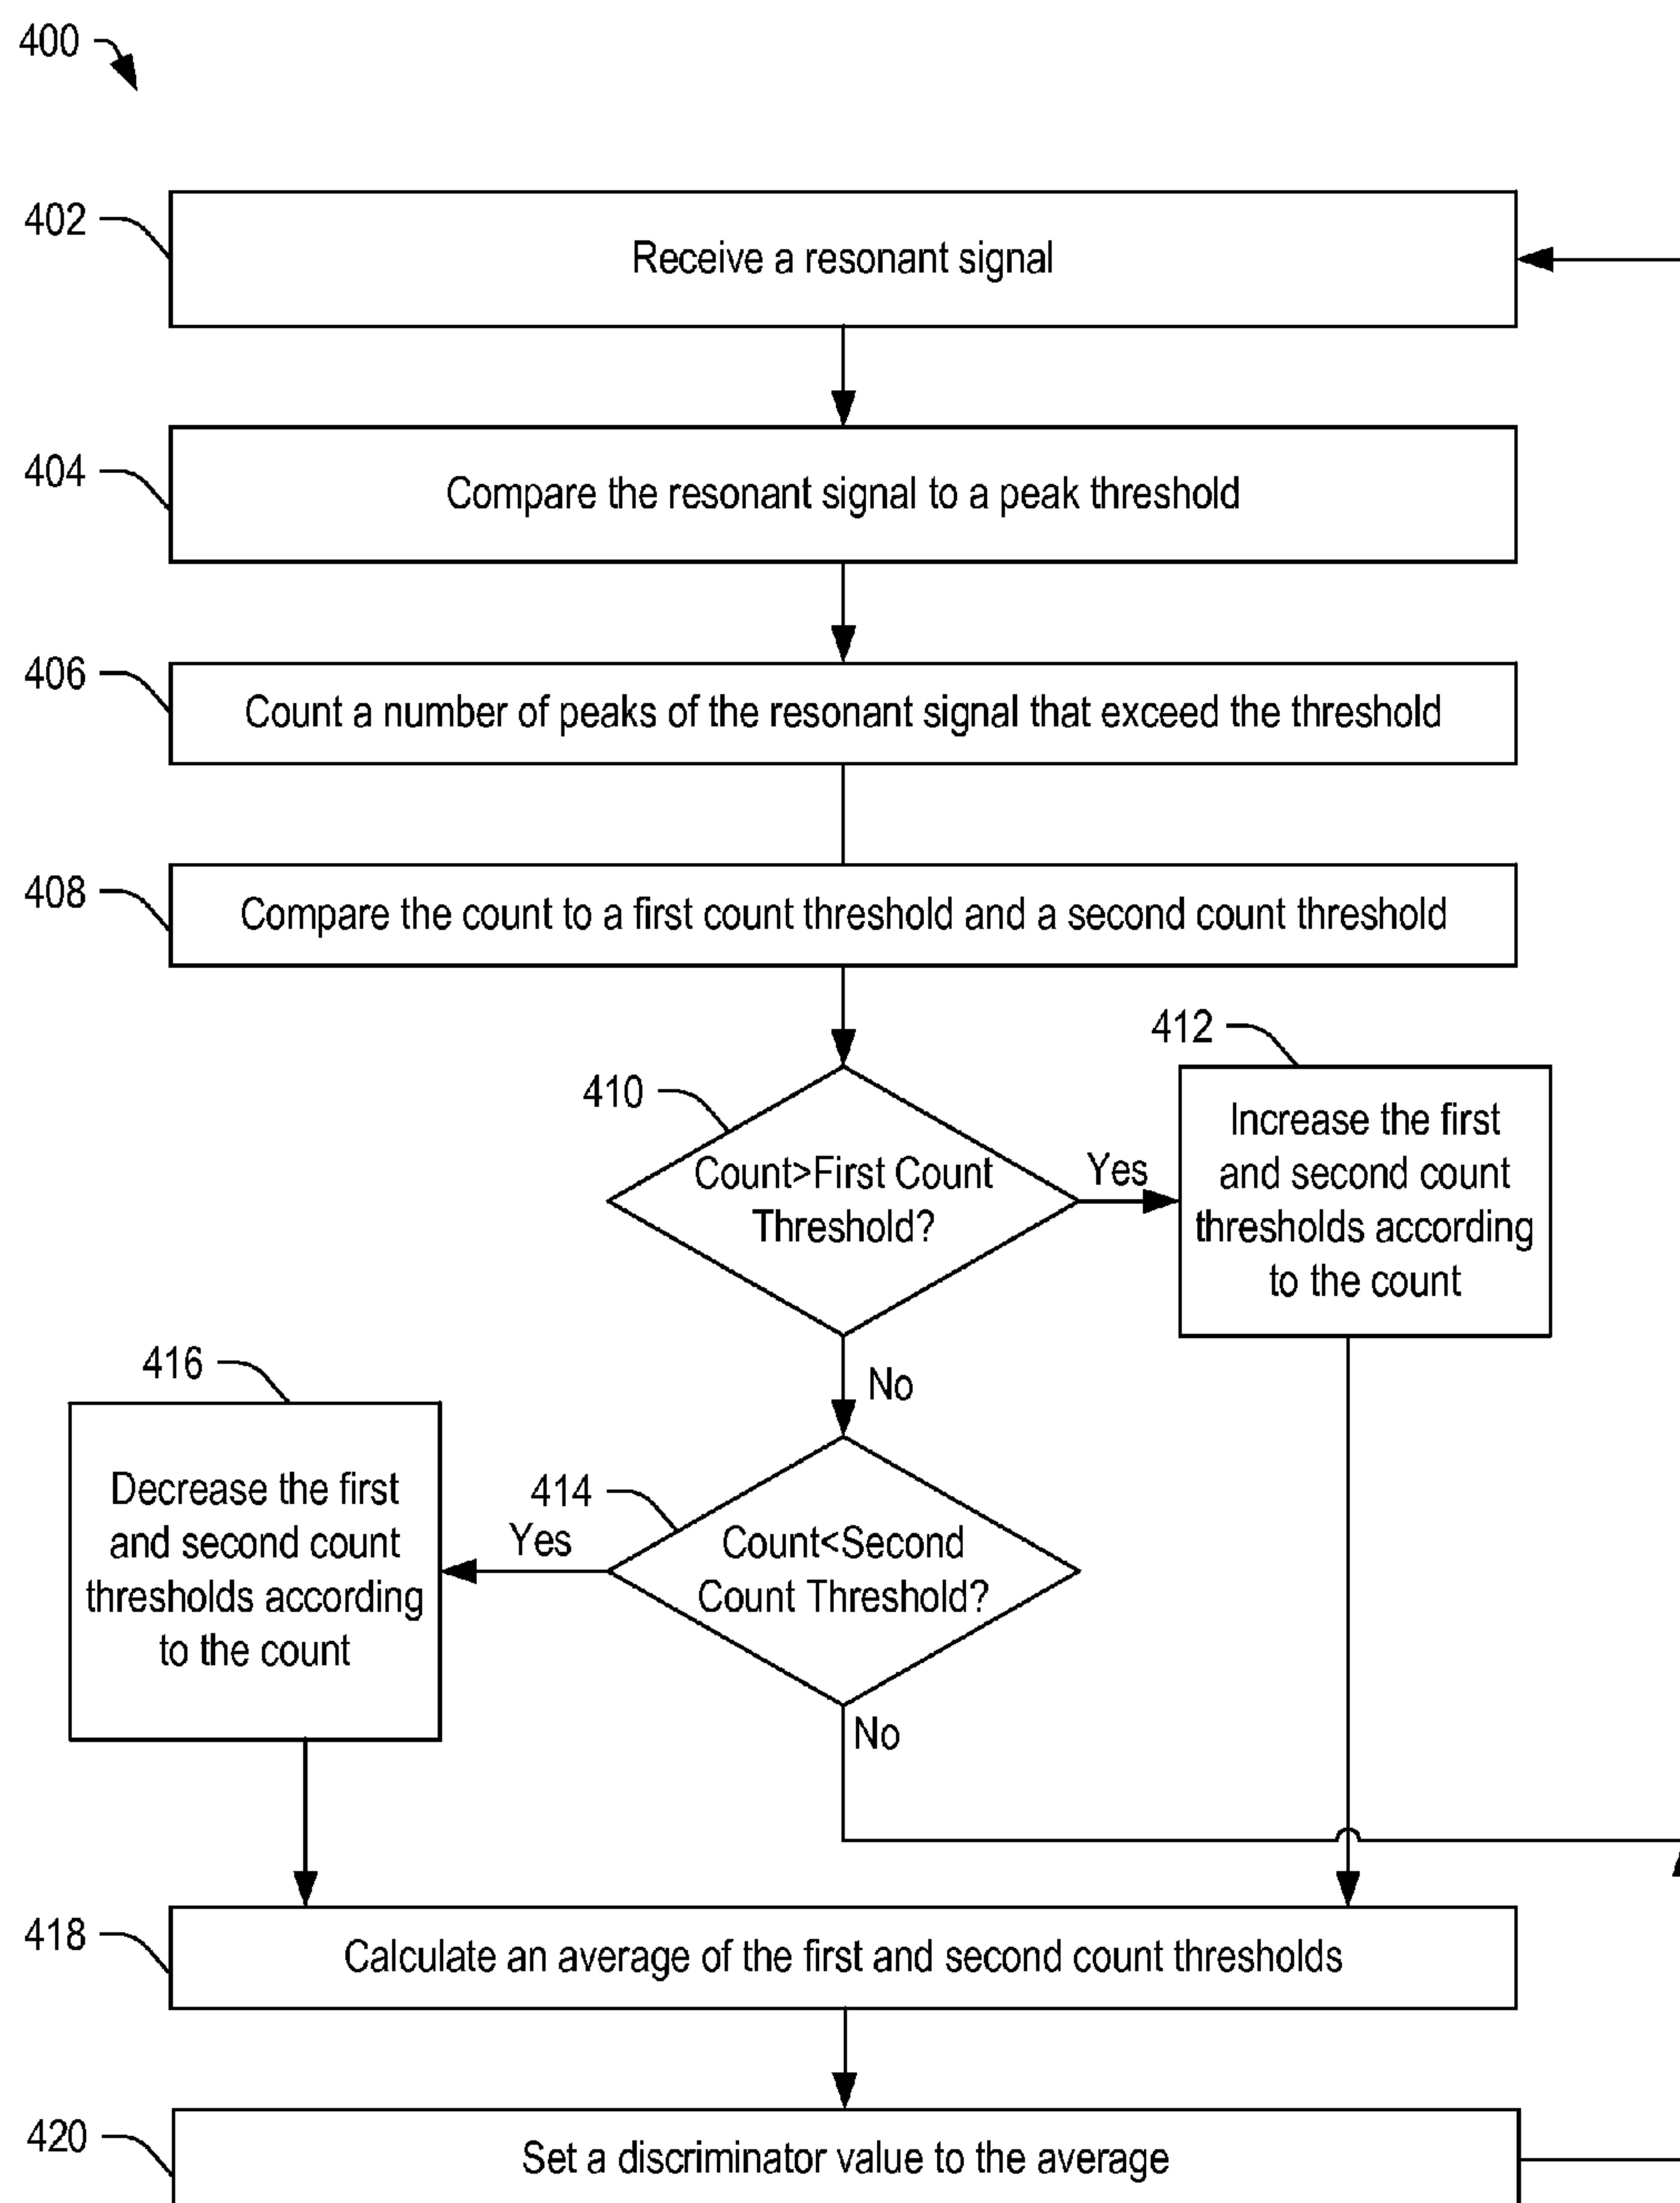 400
402
Receive a resonant signal
404
Compare the resonant signal to a peak threshold
406
Count a number of peaks of the resonant signal that exceed the threshold
408
Compare the count to a first count threshold and a second count threshold
410
Count>First Count
Threshold?
Yes
412
Increase the first
and second count
thresholds according
to the count
No
414
Count<Second
Count Threshold?
Yes
416
Decrease the first
and second count
thresholds according
to the count
No
418
Calculate an average of the first and second count thresholds
420
Set a discriminator value to the average